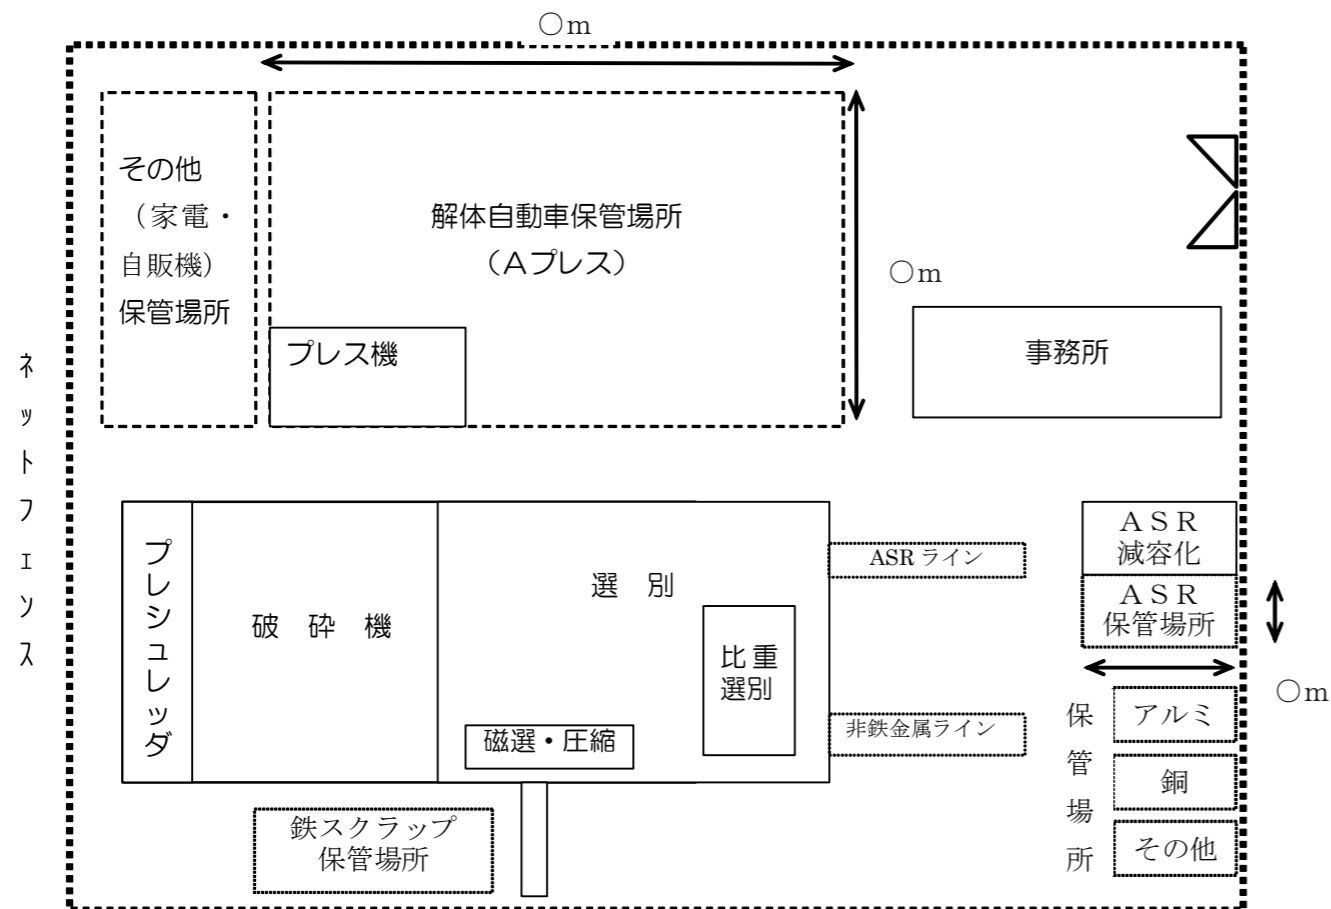 ○m
その他
（家電・
自販機）
保管場所
解体自動車保管場所
（Aプレス）
○m
プレス機
事務所
ネットフェンス
プレシュレッダ
破 砕 機
選 別
比重
選別
磁選・圧縮
ASRライン
非鉄金属ライン
ＡＳＲ
減容化
ＡＳＲ
保管場所
○m
保管場所
アルミ
銅
その他
鉄スクラップ
保管場所